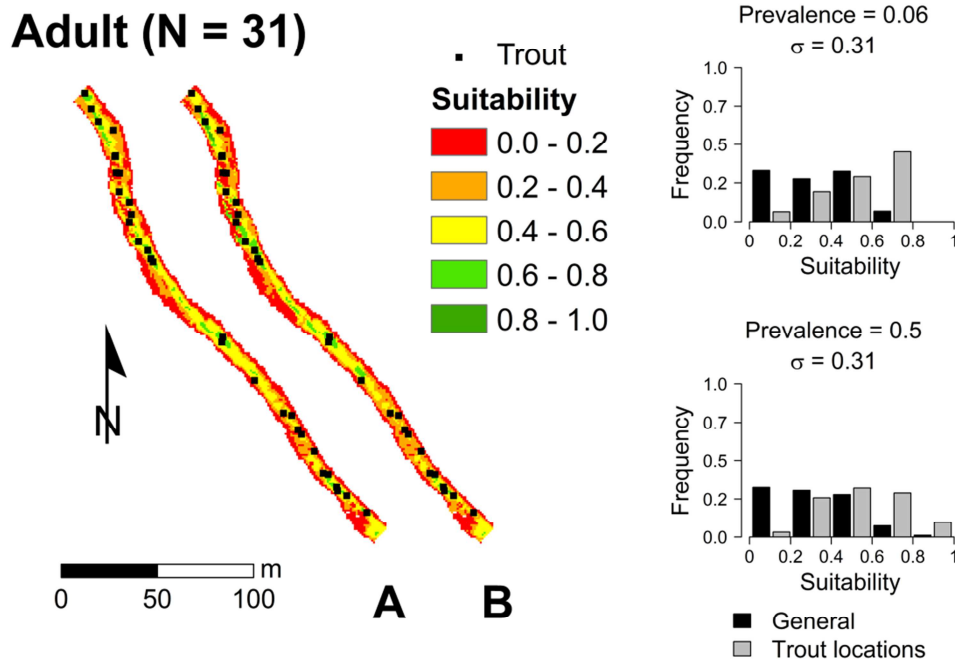 Adult (N = 31)
Trout
Suitability
0.0 - 0.2
0.2 - 0.4
0.4 - 0.6
0.6 - 0.8
0.8 - 1.0
N
m
0 50 100
A B
Prevalence = 0.06
σ = 0.31
1.0
0.7
0.5
0.2
0.0
Frequency
0 0.2 0.4 0.6 0.8 1
Suitability
Prevalence = 0.5
σ = 0.31
1.0
0.7
0.5
0.2
0.0
Frequency
0 0.2 0.4 0.6 0.8 1
Suitability
General
Trout locations